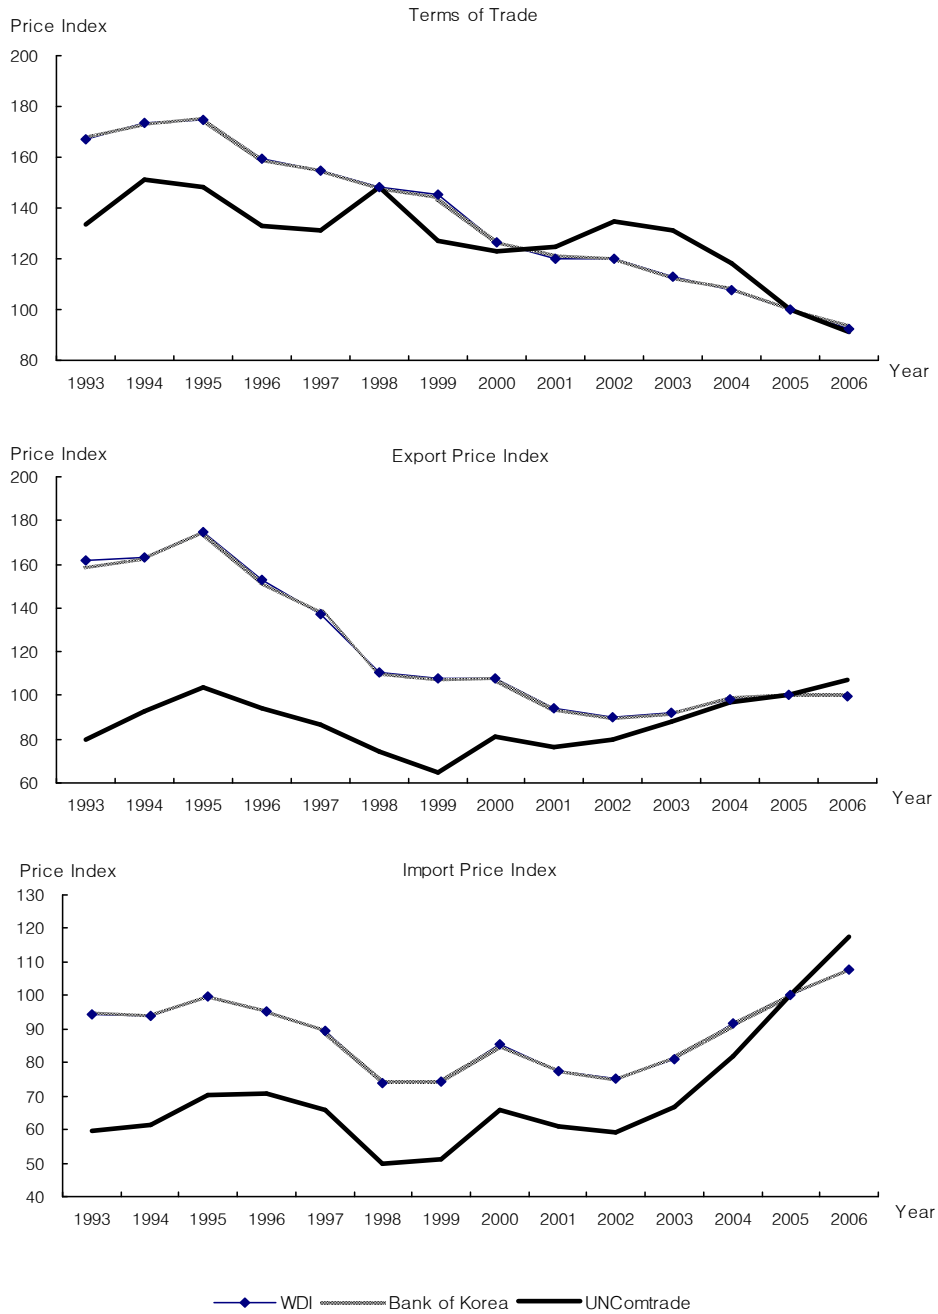 Terms of Trade
Price Index
200
180
160
140
120
100
80
1993 1994 1995 1996 1997 1998 1999 2000 2001 2002 2003 2004 2005 2006
Year
Price Index
Export Price Index
200
180
160
140
120
100
80
60
1993 1994 1995 1996 1997 1998 1999 2000 2001 2002 2003 2004 2005 2006
Year
Price Index
Import Price Index
130
120
110
100
90
80
70
60
50
40
1993 1994 1995 1996 1997 1998 1999 2000 2001 2002 2003 2004 2005 2006
Year
WDI Bank of Korea UNComtrade